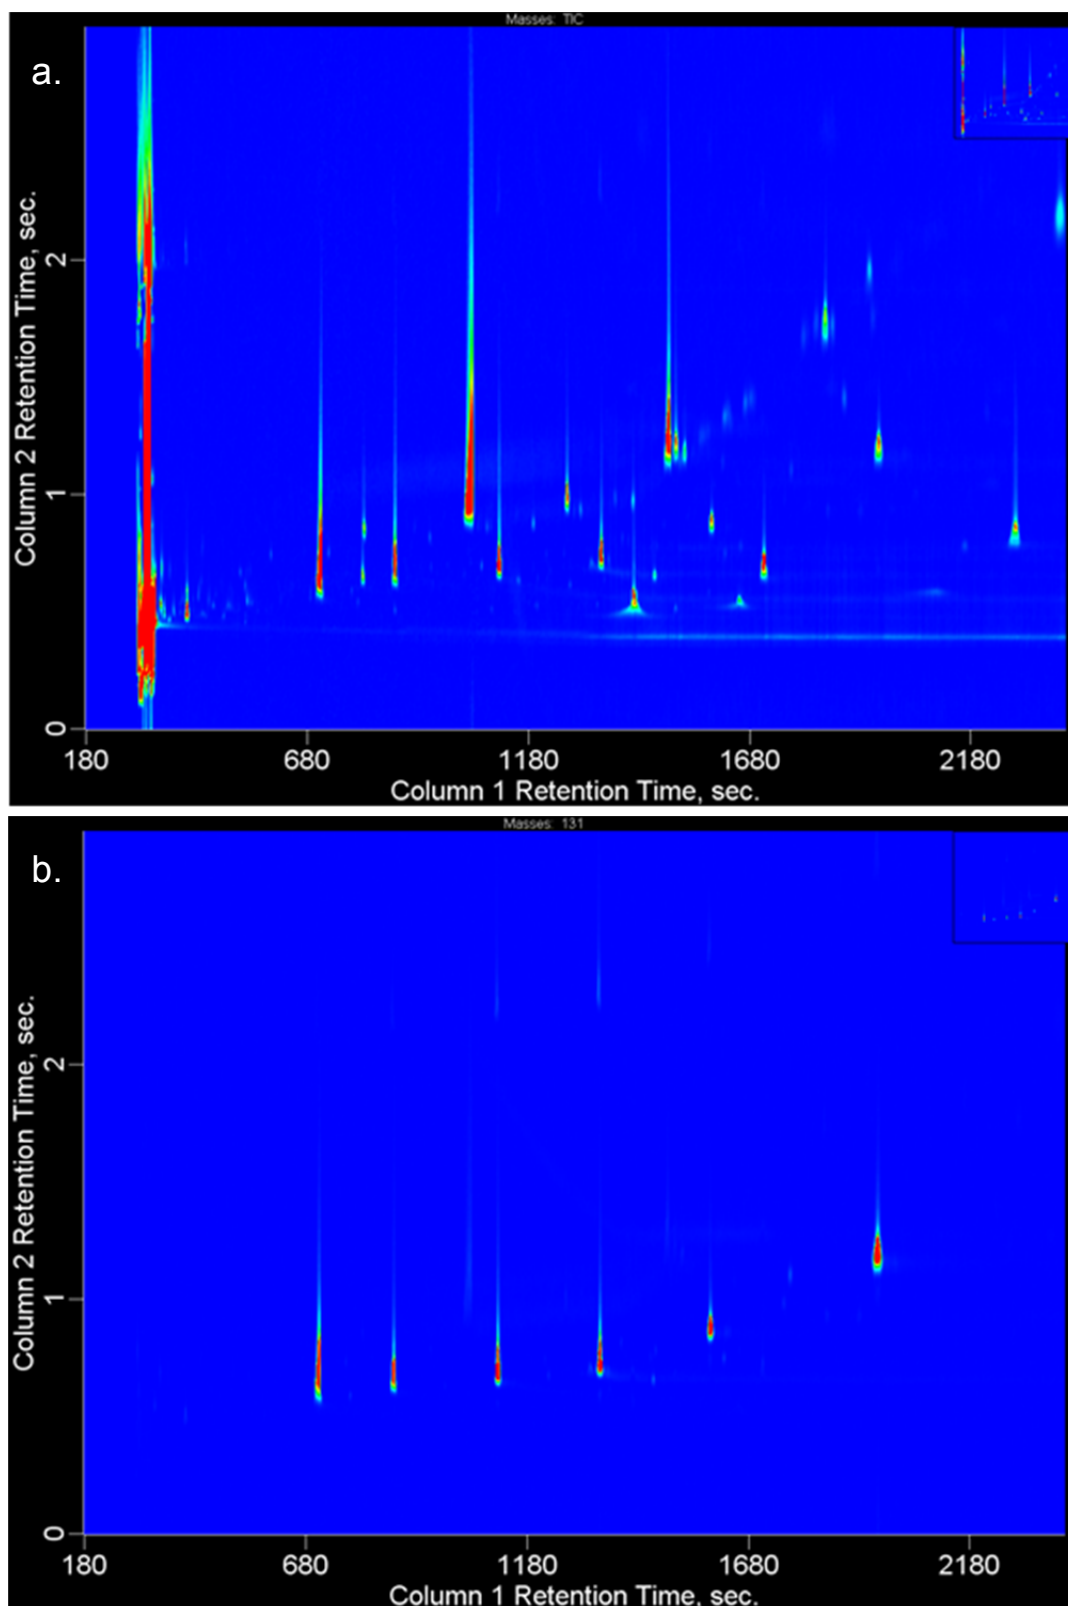 Masses: TIC
a.
Column 2 Retention Time, sec.
2
1
0
180 680 1180 1680 2180
Column 1 Retention Time, sec.
Masses: 131
b.
Column 2 Retention Time, sec.
2
1
0
180 680 1180 1680 2180
Column 1 Retention Time, sec.